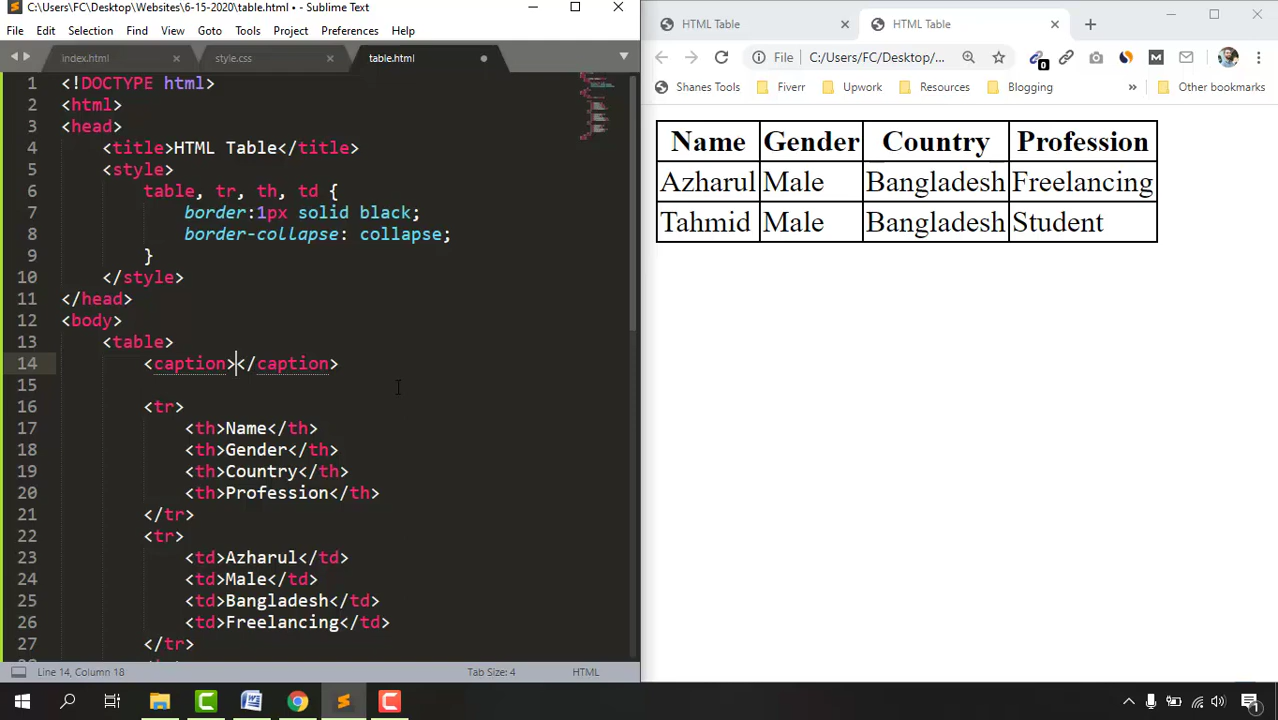 C:\Users\FC\Desktop\Websites\6-15-2020\table.html • - Sublime Text
File Edit Selection Find View Goto Tools Project Preferences Help
index.html style.css table.html
1 <!DOCTYPE html>
2 <html>
3 <head>
4 <title>HTML Table</title>
5 <style>
6 table, tr, th, td {
7 border:1px solid black;
8 border-collapse: collapse;
9 }
10 </style>
11 </head>
12 <body>
13 <table>
14 <caption></caption>
15
16 <tr>
17 <th>Name</th>
18 <th>Gender</th>
19 <th>Country</th>
20 <th>Profession</th>
21 </tr>
22 <tr>
23 <td>Azharul</td>
24 <td>Male</td>
25 <td>Bangladesh</td>
26 <td>Freelancing</td>
27 </tr>
Line 14, Column 18 Tab Size: 4 HTML
HTML Table HTML Table
File C:/Users/FC/Desktop/... 0
Shanes Tools Fiverr Upwork Resources Blogging » Other bookmarks
Name Gender Country Profession
Azharul Male Bangladesh Freelancing
Tahmid Male Bangladesh Student